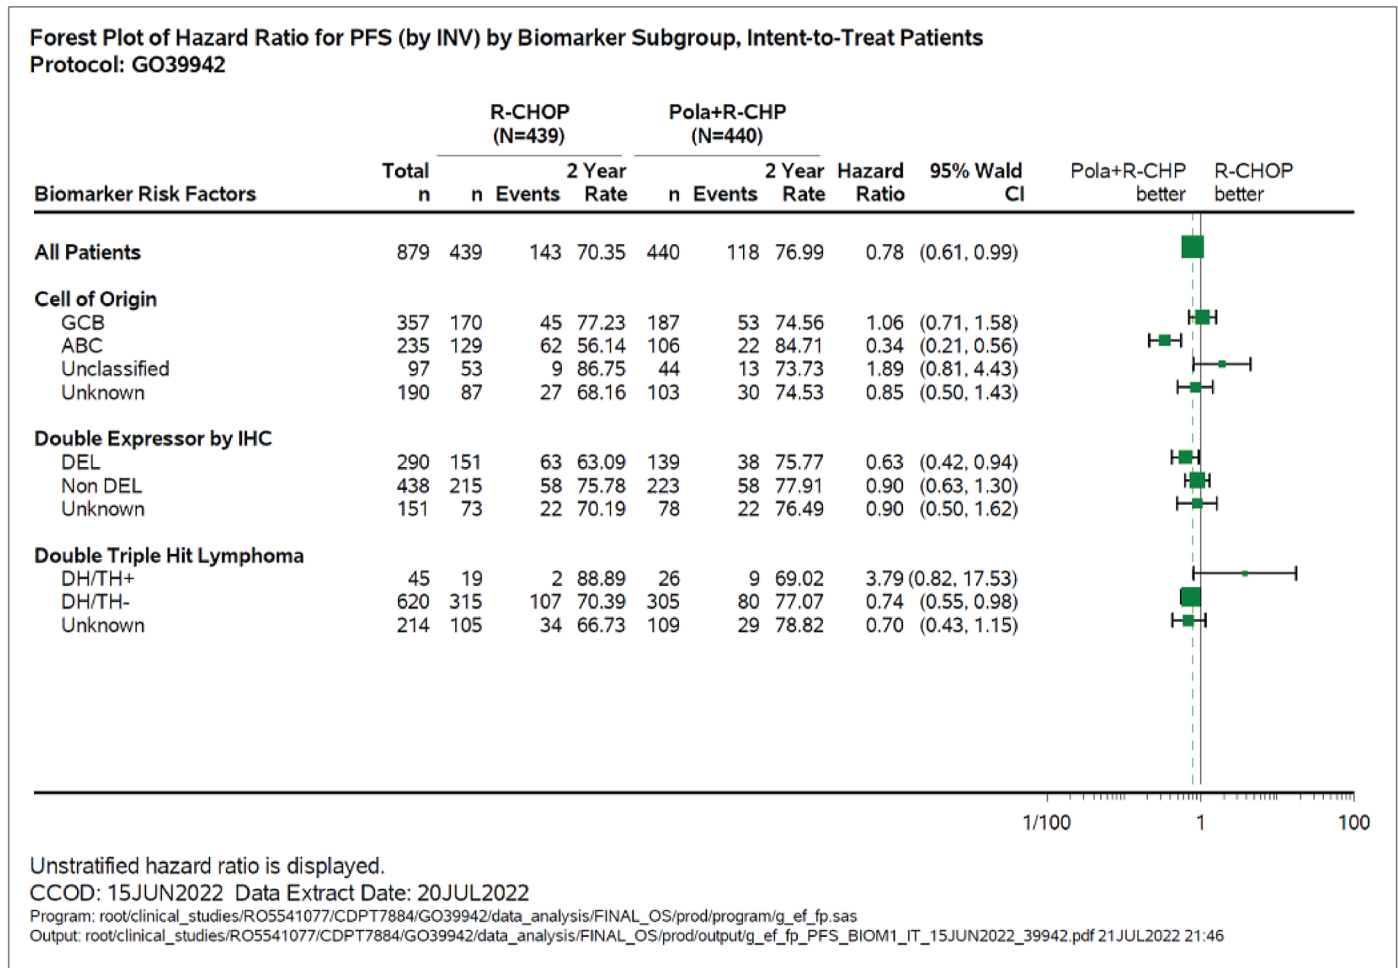 Forest Plot of Hazard Ratio for PFS (by INV) by Biomarker Subgroup, Intent-to-Treat Patients
Protocol: GO39942
R-CHOP Pola+R-CHP
(N=439) (N=440)
Total 2 Year 2 Year Hazard 95% Wald Pola+R-CHP R-CHOP
Biomarker Risk Factors n n Events Rate n Events Rate Ratio CI better better
All Patients 879 439 143 70.35 440 118 76.99 0.78 (0.61, 0.99)
Cell of Origin
GCB 357 170 45 77.23 187 53 74.56 1.06 (0.71, 1.58)
ABC 235 129 62 56.14 106 22 84.71 0.34 (0.21, 0.56)
Unclassified 97 53 9 86.75 44 13 73.73 1.89 (0.81, 4.43)
Unknown 190 87 27 68.16 103 30 74.53 0.85 (0.50, 1.43)
Double Expressor by IHC
DEL 290 151 63 63.09 139 38 75.77 0.63 (0.42, 0.94)
Non DEL 438 215 58 75.78 223 58 77.91 0.90 (0.63, 1.30)
Unknown 151 73 22 70.19 78 22 76.49 0.90 (0.50, 1.62)
Double Triple Hit Lymphoma
DH/TH+ 45 19 2 88.89 26 9 69.02 3.79 (0.82, 17.53)
DH/TH- 620 315 107 70.39 305 80 77.07 0.74 (0.55, 0.98)
Unknown 214 105 34 66.73 109 29 78.82 0.70 (0.43, 1.15)
1/100 1 100
Unstratified hazard ratio is displayed.
CCOD: 15JUN2022 Data Extract Date: 20JUL2022
Program: root/clinical_studies/RO5541077/CDPT7884/GO39942/data_analysis/FINAL_OS/prod/program/g_ef_fp.sas
Output: root/clinical_studies/RO5541077/CDPT7884/GO39942/data_analysis/FINAL_OS/prod/output/g_ef_fp_PFS_BIOM1_IT_15JUN2022_39942.pdf 21JUL2022 21:46